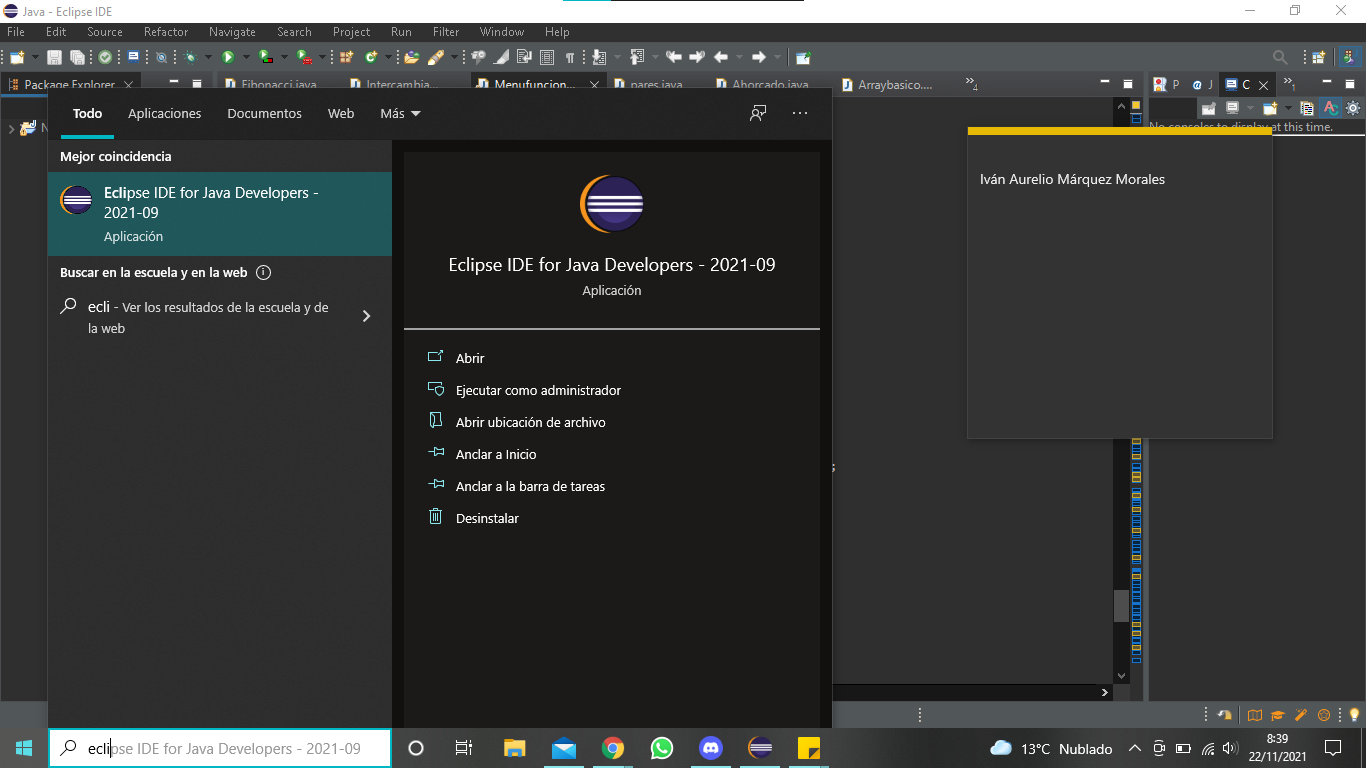 Java - Eclipse IDE
File Edit Source Refactor Navigate Search Project Run Filter Window Help
Package Explorer
Fibonacci.java Intercambia... Menufuncion... pares.java Ahorcado.java Arraybasico.... 4
P J C 1
N
No consoles to display at this time.
Todo Aplicaciones Documentos Web Más
Mejor coincidencia
Eclipse IDE for Java Developers -
2021-09
Aplicación
Buscar en la escuela y en la web
ecli - Ver los resultados de la escuela y de
la web
Eclipse IDE for Java Developers - 2021-09
Aplicación
Abrir
Ejecutar como administrador
Abrir ubicación de archivo
Anclar a Inicio
Anclar a la barra de tareas
Desinstalar
;
Iván Aurelio Márquez Morales
eclipse IDE for Java Developers - 2021-09
13°C Nublado
8:39
22/11/2021